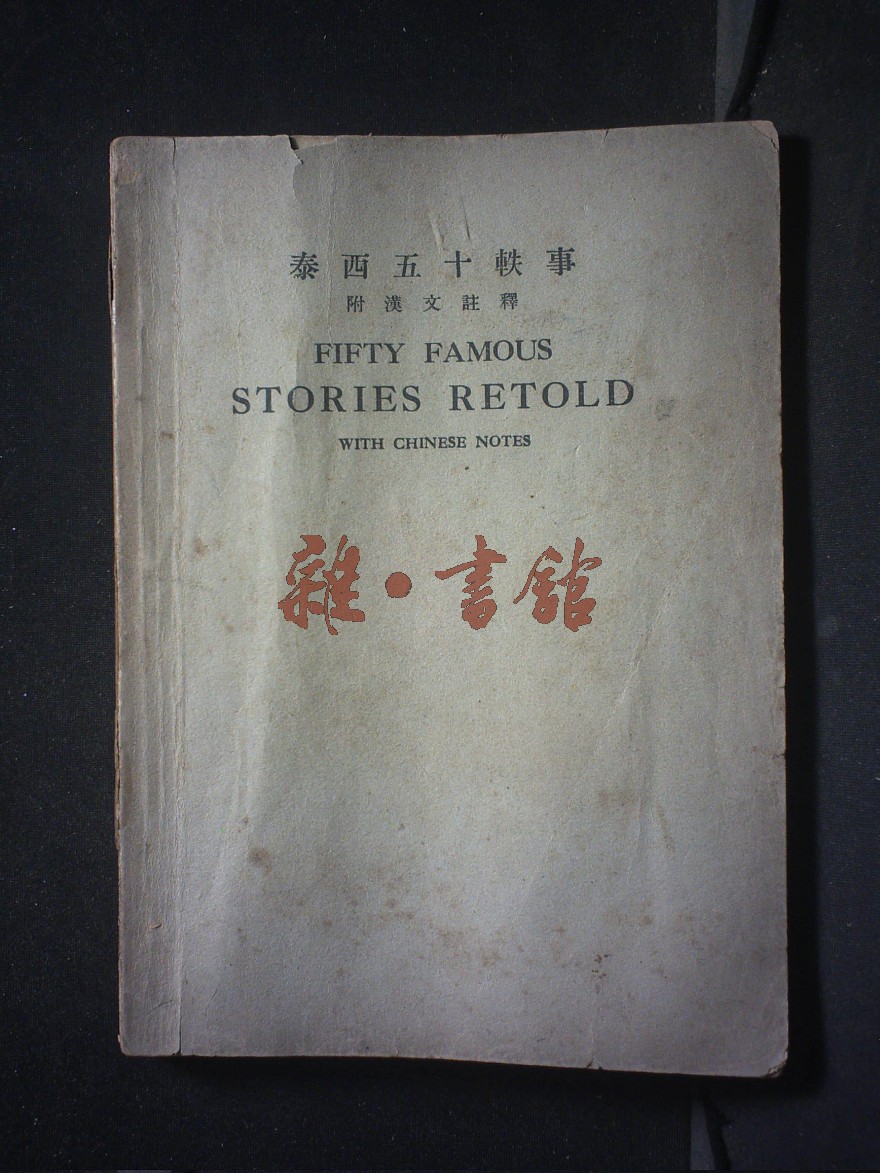 泰西五十軼事
附漢文註釋
FIFTY FAMOUS
STORIES RETOLD
WITH CHINESE NOTES
雜·書館